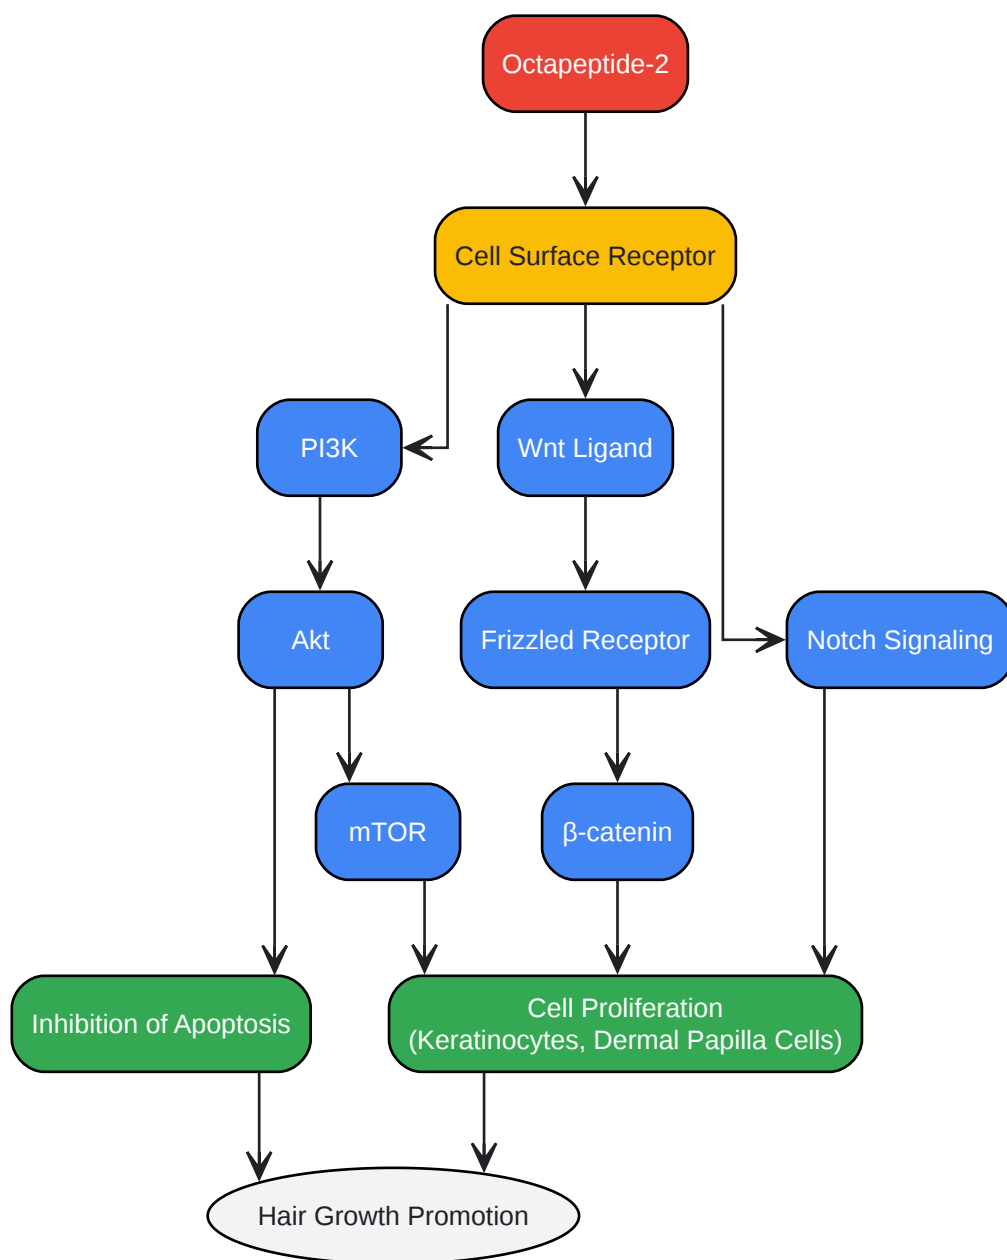 Octapeptide-2
Cell Surface Receptor
PI3K
Wnt Ligand
Akt
Frizzled Receptor
Notch Signaling
mTOR
β-catenin
Inhibition of Apoptosis
Cell Proliferation
(Keratinocytes, Dermal Papilla Cells)
Hair Growth Promotion